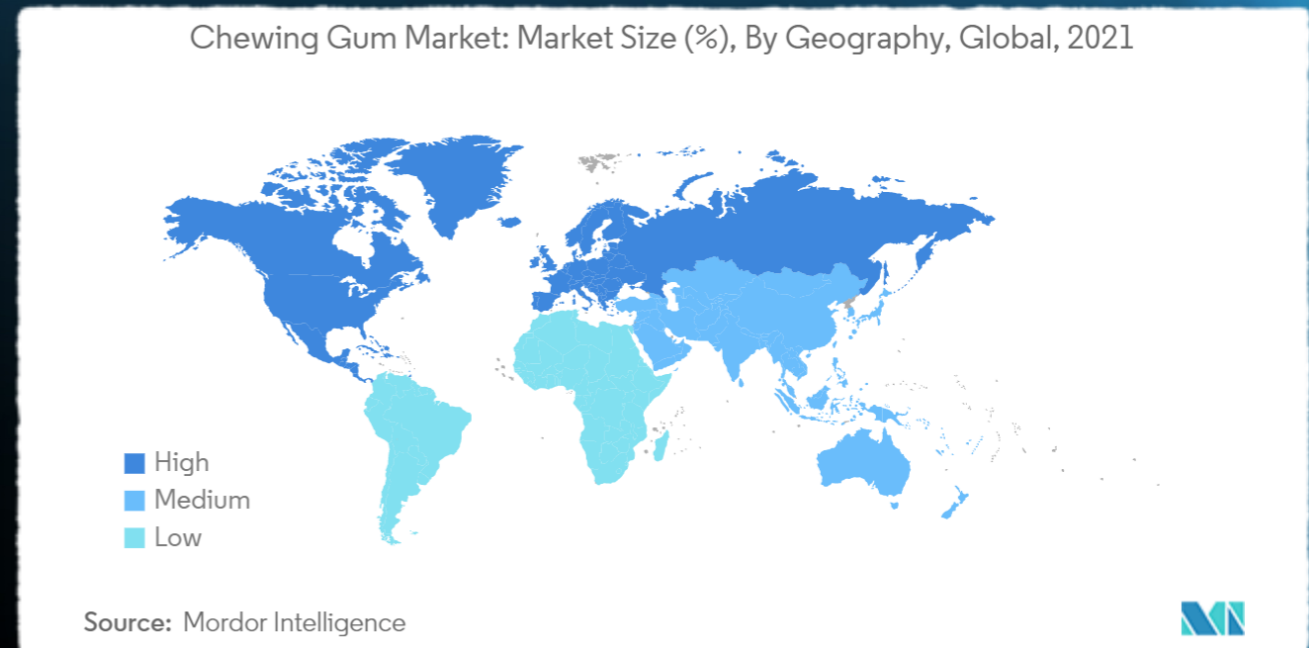 Chewing Gum Market: Market Size (%), By Geography, Global, 2021
High
Medium
Low
Source: Mordor Intelligence